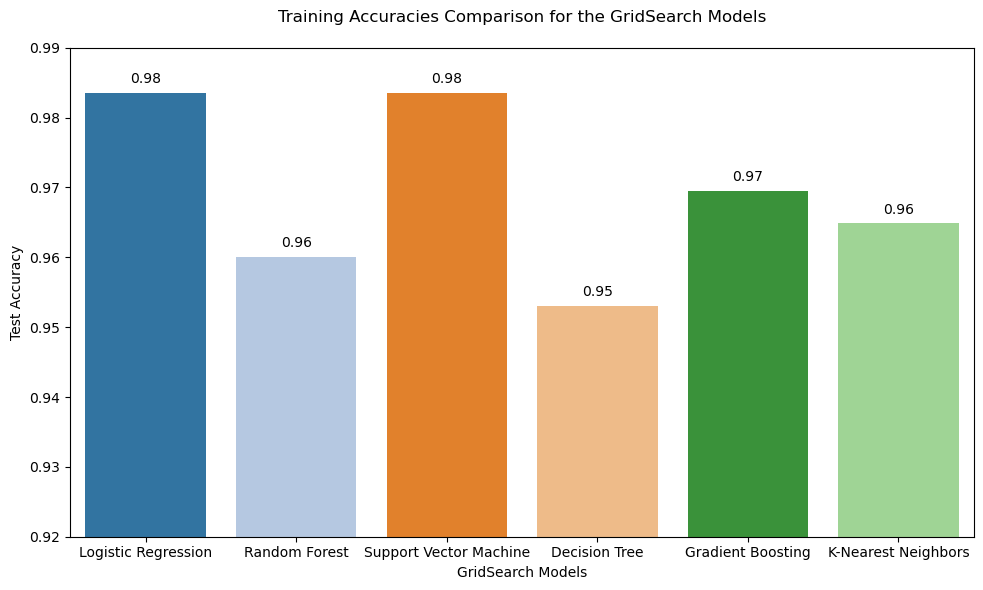 Training Accuracies Comparison for the GridSearch Models
0.99
0.98
0.97
0.96
0.95
0.94
0.93
0.92
Test Accuracy
0.98
0.96
0.98
0.95
0.97
0.96
Logistic Regression
Random Forest
Support Vector Machine
Decision Tree
Gradient Boosting
K-Nearest Neighbors
GridSearch Models